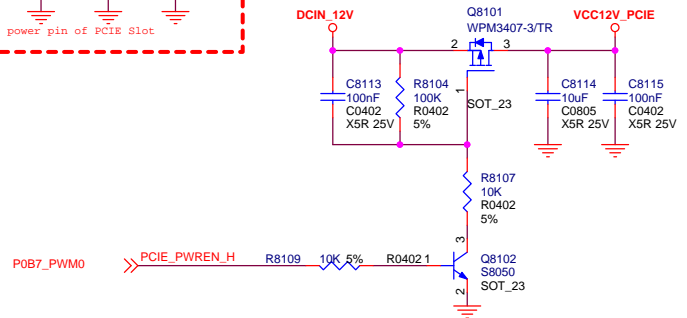 power pin of PCIE Slot
DCIN_12V
Q8101
WPM3407-3/TR
VCC12V_PCIE
2
3
1
SOT_23
C8113
100nF
C0402
X5R 25V
R8104
100K
R0402
5%
C8114
10uF
C0805
X5R 25V
C8115
100nF
C0402
X5R 25V
R8107
10K
R0402
5%
P0B7_PWM0
PCIE_PWREN_H
R8109 10K 5% R0402 1
3
2
Q8102
S8050
SOT_23